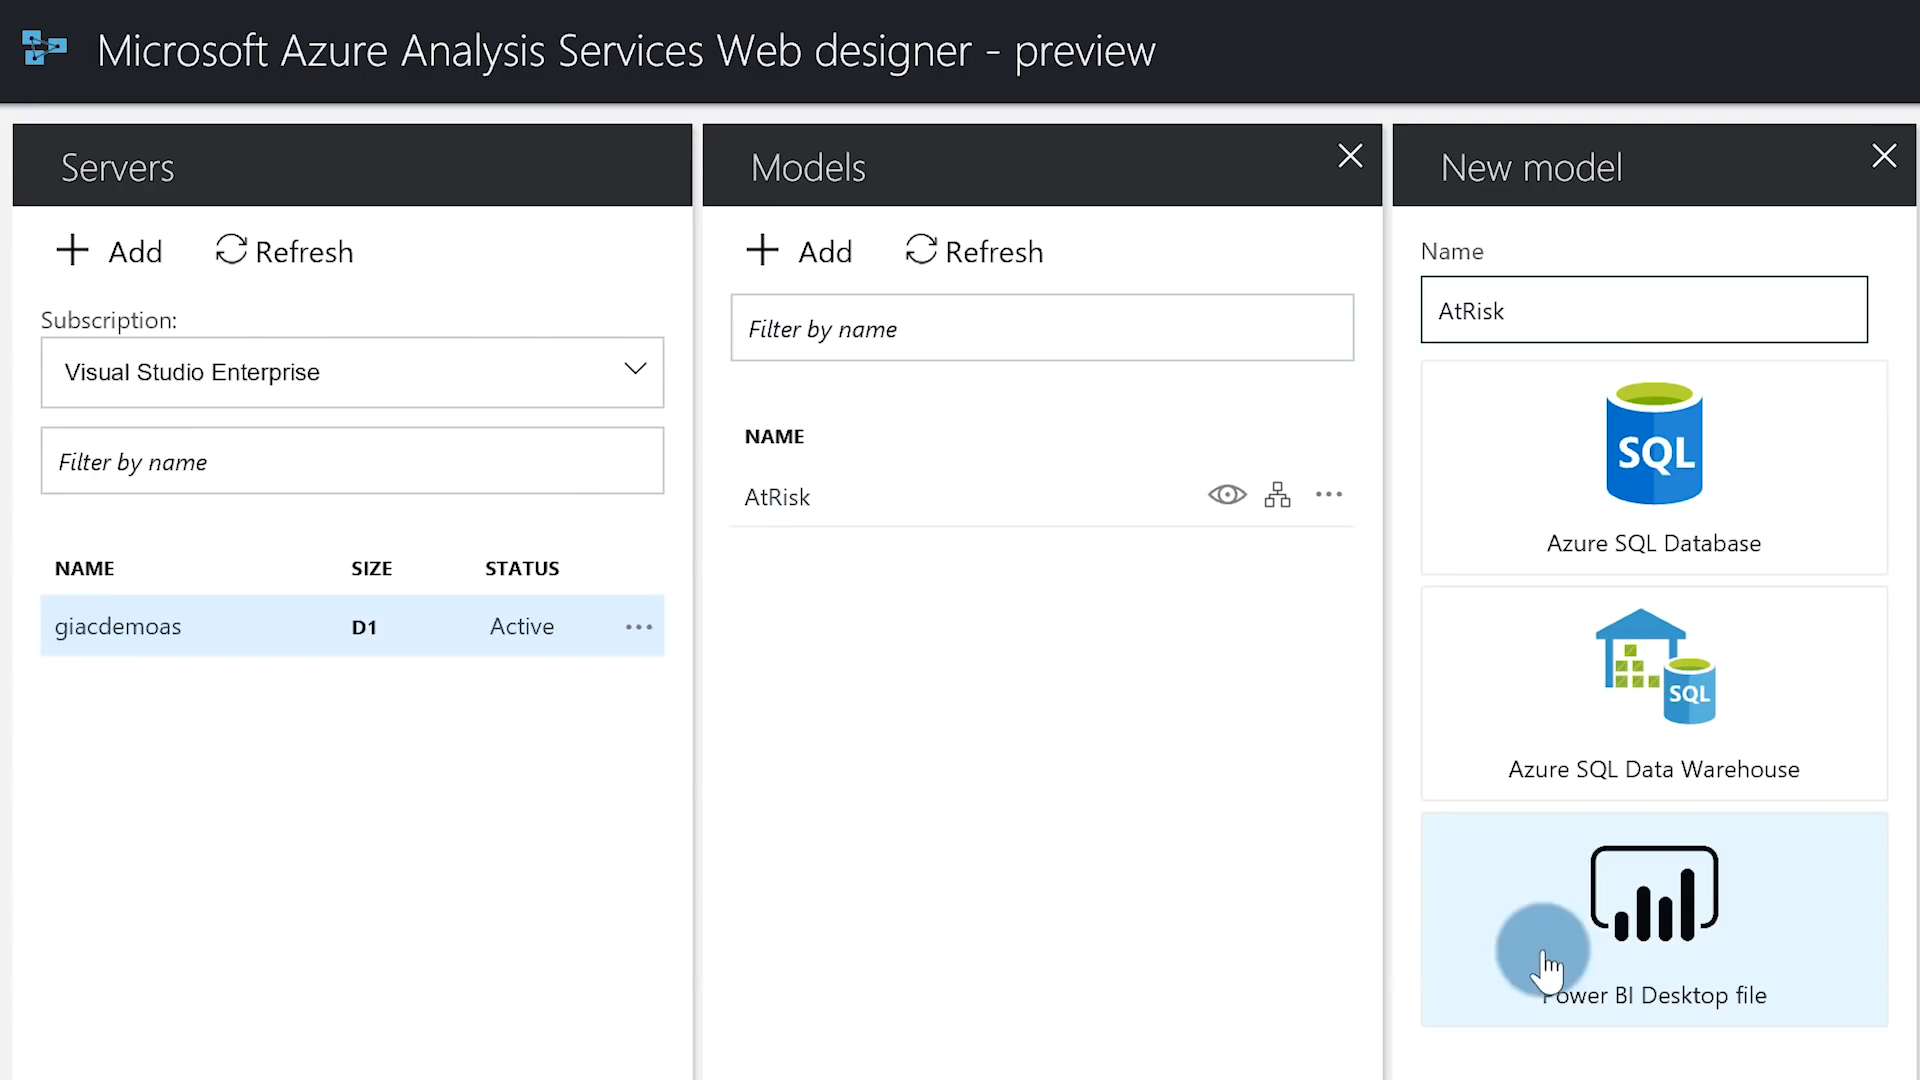 Microsoft Azure Analysis Services Web designer - preview
Servers
Add
Refresh
Subscription:
Visual Studio Enterprise
Filter by name
NAME SIZE STATUS
giacdemoas D1 Active
Models
Add
Refresh
Filter by name
NAME
AtRisk
New model
Name
AtRisk
SQL
Azure SQL Database
SQL
Azure SQL Data Warehouse
Power BI Desktop file